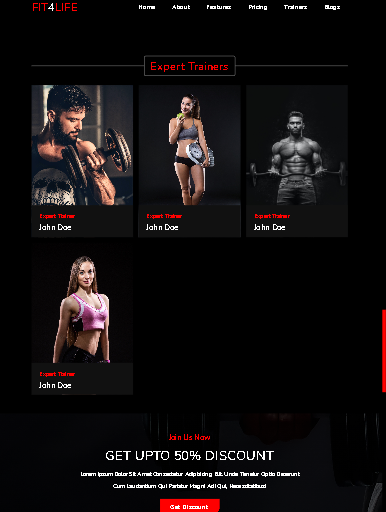 FIT4LIFE
Home About Features Pricing Trainers Blogs
Expert Trainers
Expert Trainer
John Doe
Expert Trainer
John Doe
Expert Trainer
John Doe
Expert Trainer
John Doe
Join Us Now
GET UPTO 50% DISCOUNT
Lorem Ipsum Dolor Sit Amet Consectetur Adipisicing Elit. Unde Tenetur Optio Deserunt
Cum Laudantium Qui Pariatur Magni Adi Qui, Necessitatibus!
Get Discount